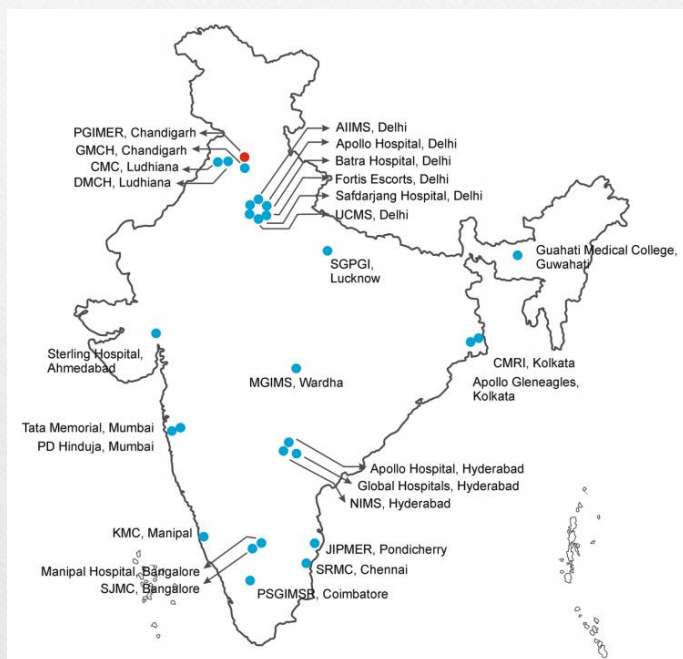 PGIMER, Chandigarh
GMCH, Chandigarh
CMC, Ludhiana
DMCH, Ludhiana
AIIMS, Delhi
Apollo Hospital, Delhi
Batra Hospital, Delhi
Fortis Escorts, Delhi
Safdarjang Hospital, Delhi
UCMS, Delhi
SGPGI,
Lucknow
Guahati Medical College,
Guwahati
Sterling Hospital,
Ahmedabad
MGIMS, Wardha
CMRI, Kolkata
Apollo Gleneagles,
Kolkata
Tata Memorial, Mumbai
PD Hinduja, Mumbai
Apollo Hospital, Hyderabad
Global Hospitals, Hyderabad
NIMS, Hyderabad
KMC, Manipal
Manipal Hospital, Bangalore
SJMC, Bangalore
JIPMER, Pondicherry
SRMC, Chennai
PSGIMSR, Coimbatore